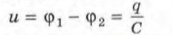 u = φ₁ − φ₂ = q/C